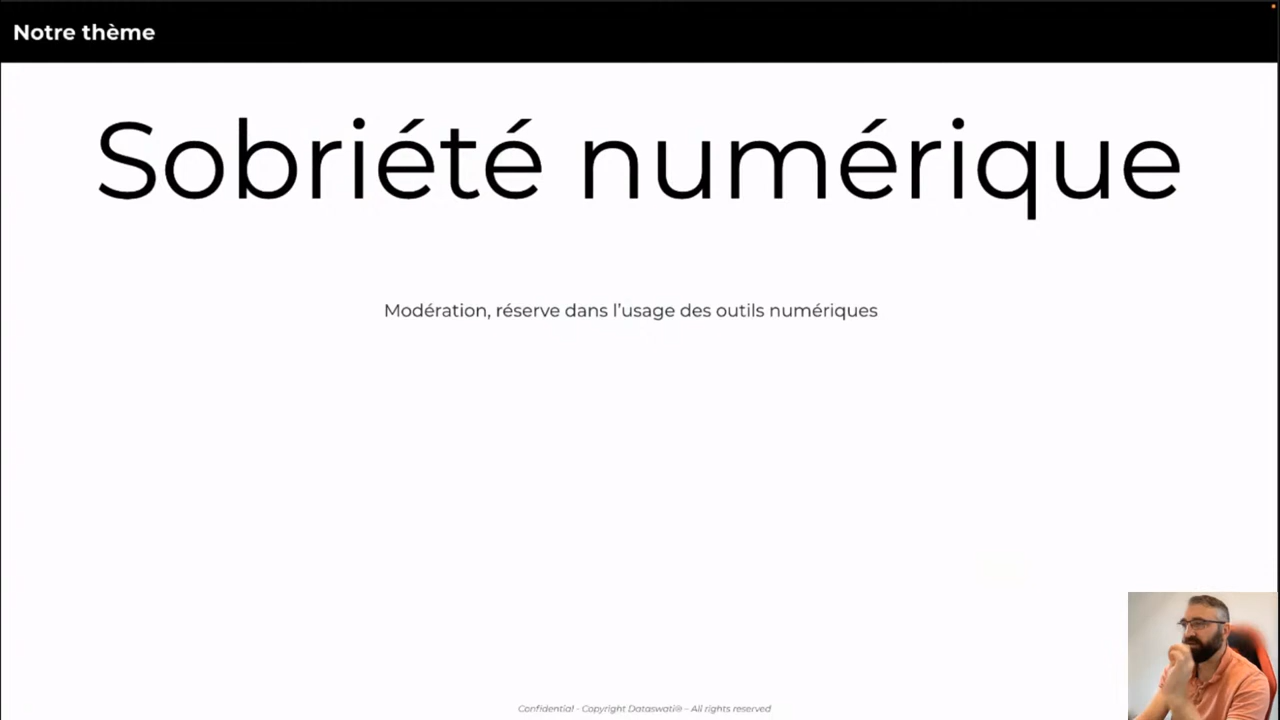 Notre thème
Sobriété numérique
Modération, réserve dans l'usage des outils numériques
Confidential - Copyright Dataswati® - All rights reserved